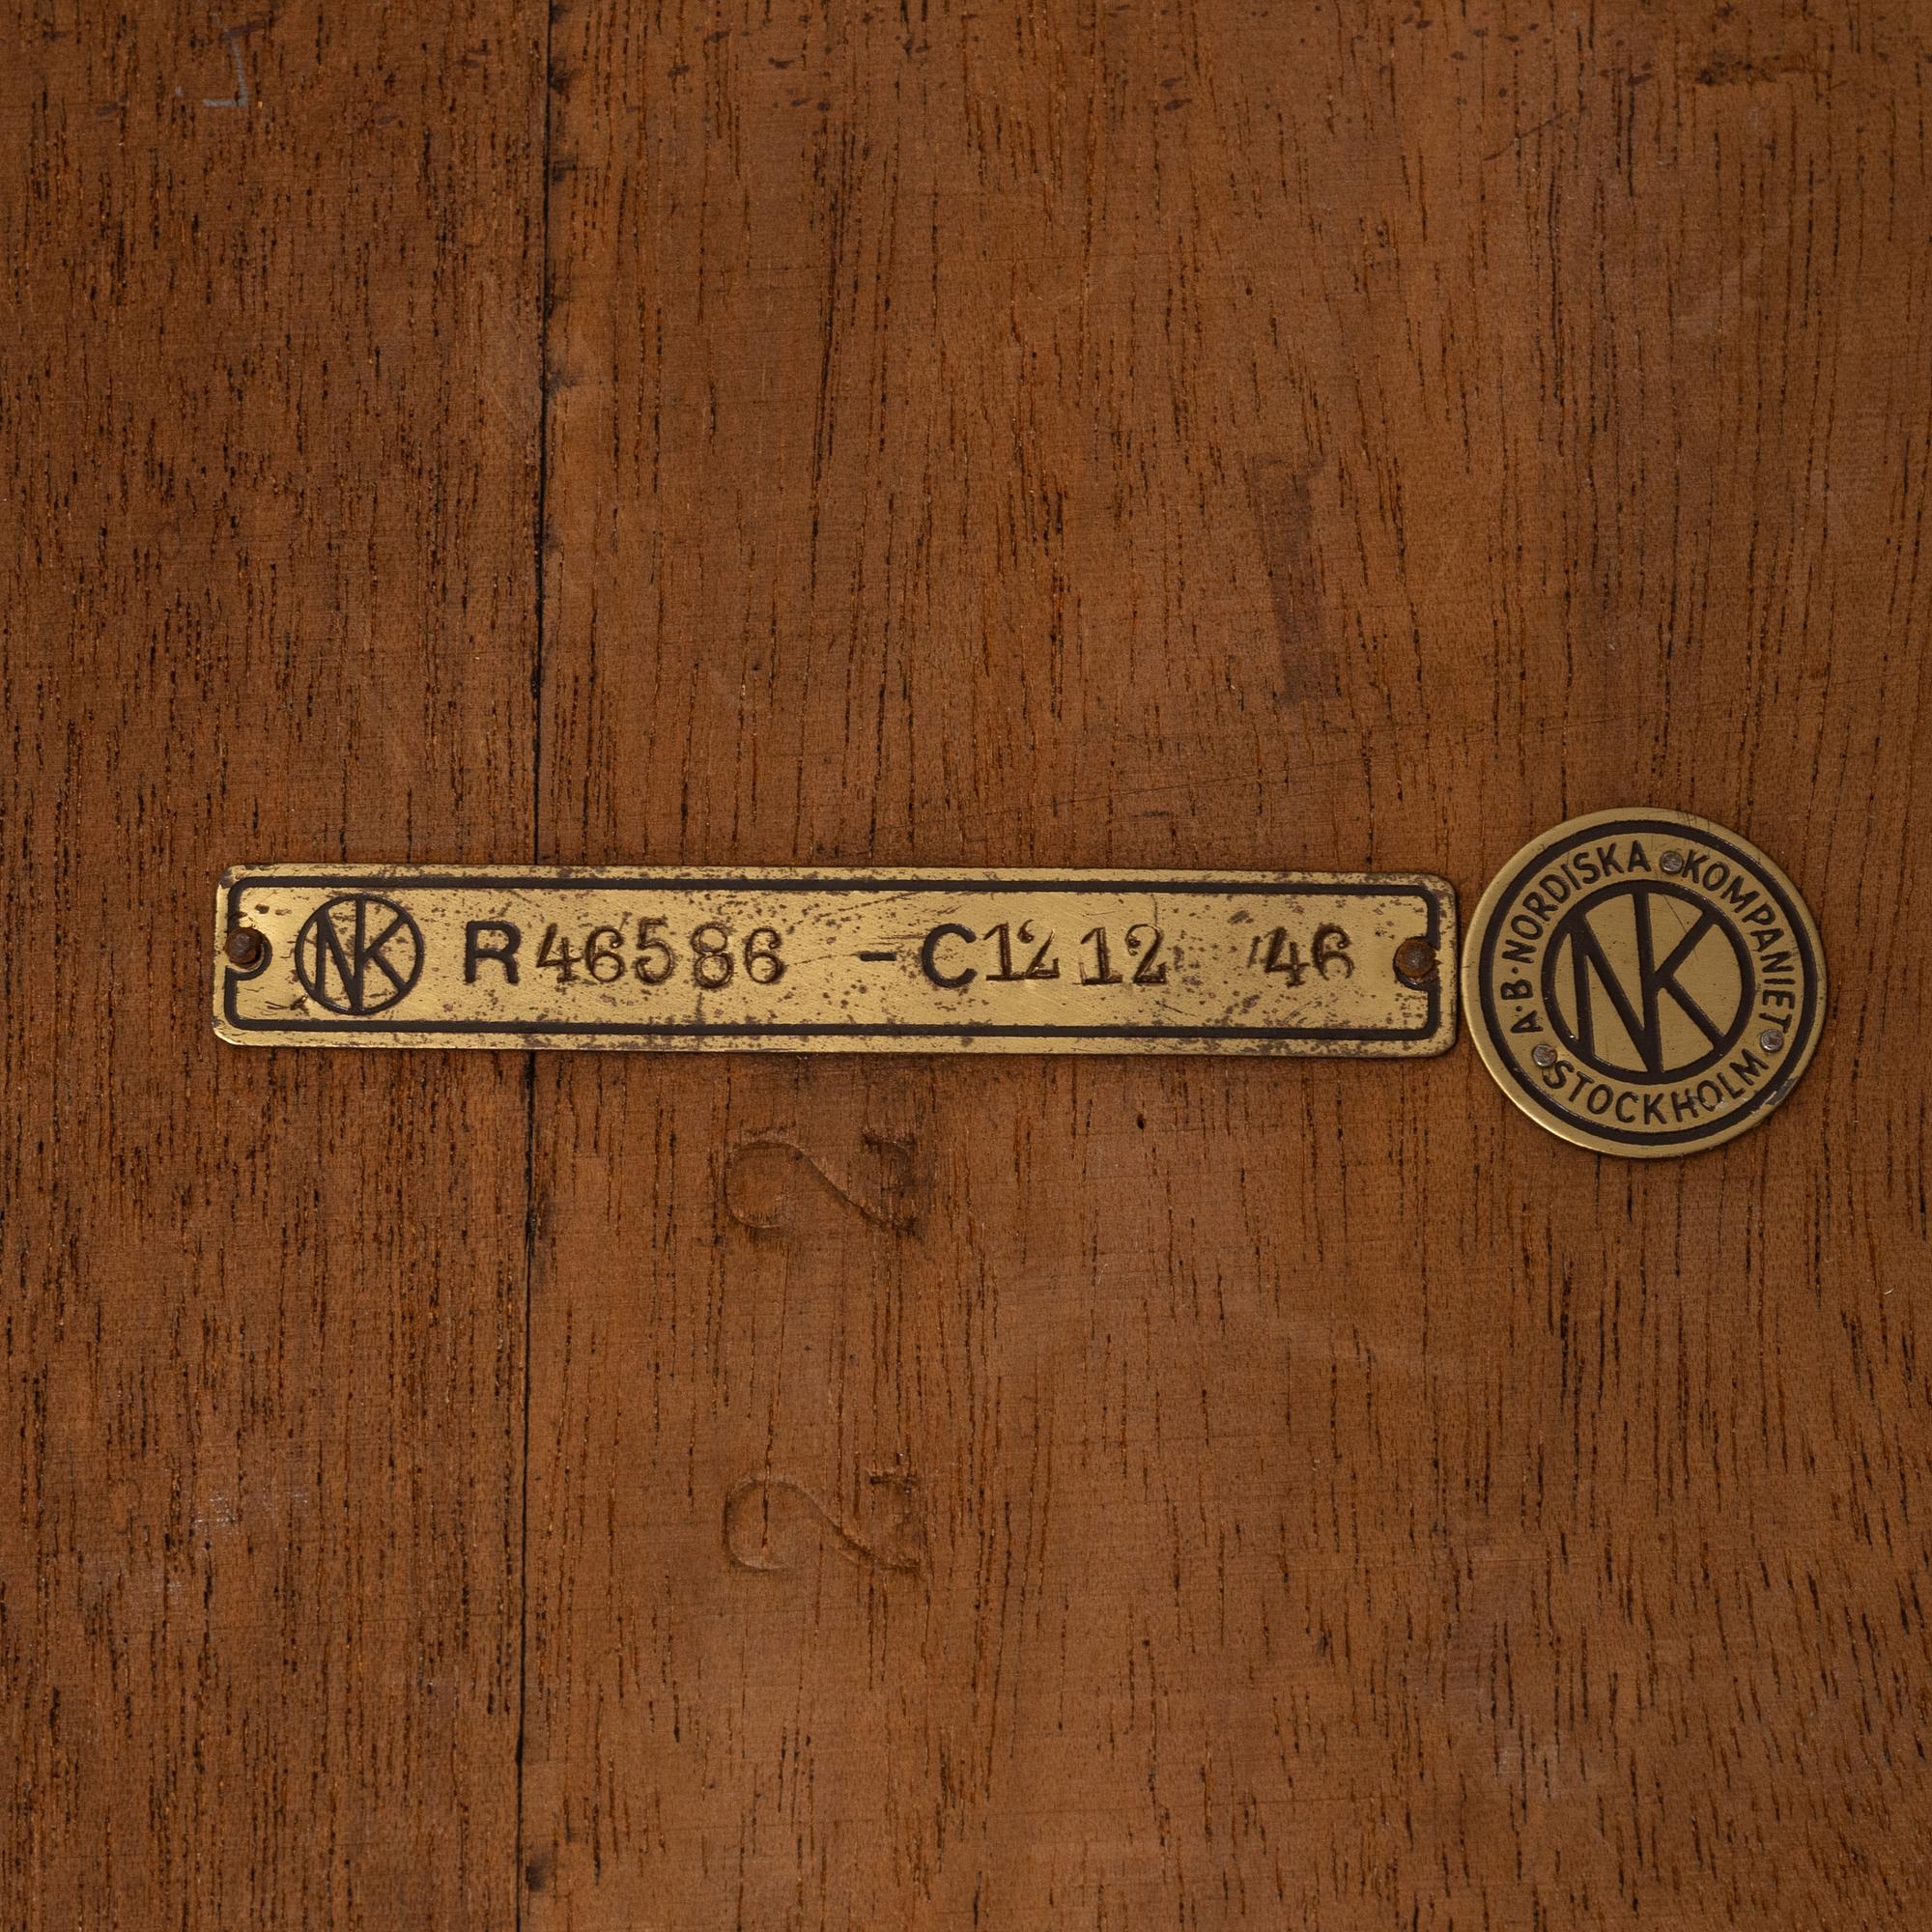 NK R46586 -C1212 46
A·B·NORDISKA KOMPANIET
NK
STOCKHOLM
2
2